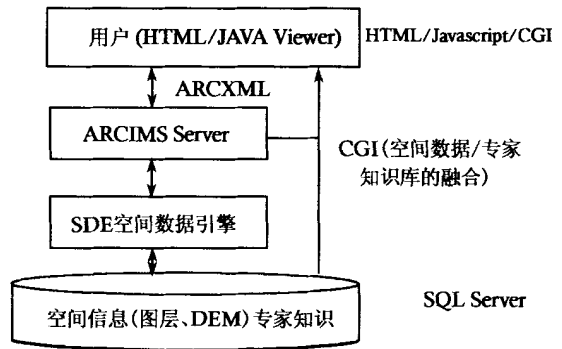 用户(HTML/JAVA Viewer)
HTML/Javascript/CGI
ARCXML
ARCIMS Server
CGI(空间数据/专家
知识库的融合)
SDE空间数据引擎
SQL Server
空间信息(图层、DEM)专家知识